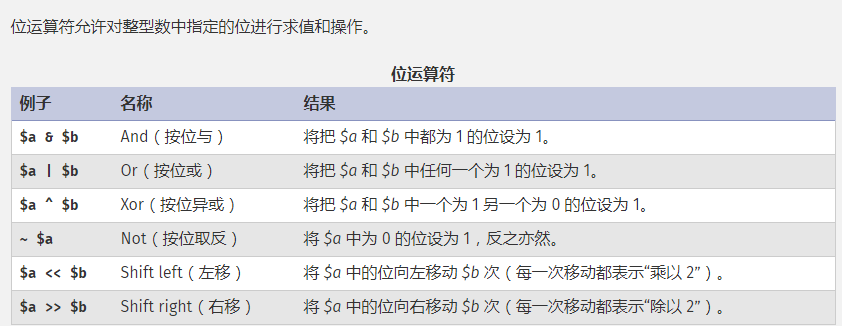 位运算符允许对整型数中指定的位进行求值和操作。
位运算符
例子 名称 结果
$a & $b And（按位与） 将把 $a 和 $b 中都为 1 的位设为 1。
$a | $b Or（按位或） 将把 $a 和 $b 中任何一个为 1 的位设为 1。
$a ^ $b Xor（按位异或） 将把 $a 和 $b 中一个为 1 另一个为 0 的位设为 1。
~ $a Not（按位取反） 将 $a 中为 0 的位设为 1，反之亦然。
$a << $b Shift left（左移） 将 $a 中的位向左移动 $b 次（每一次移动都表示“乘以 2”）。
$a >> $b Shift right（右移） 将 $a 中的位向右移动 $b 次（每一次移动都表示“除以 2”）。